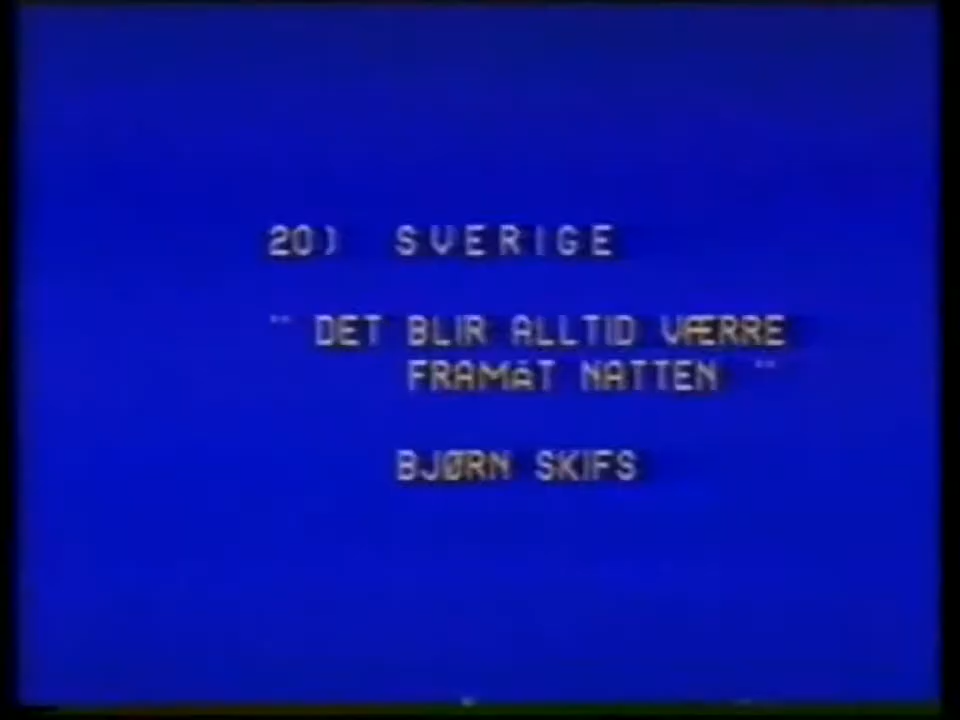 20) SVERIGE
" DET BLIR ALLTID VÆRRE
FRAMåT NATTEN "
BJØRN SKIFS